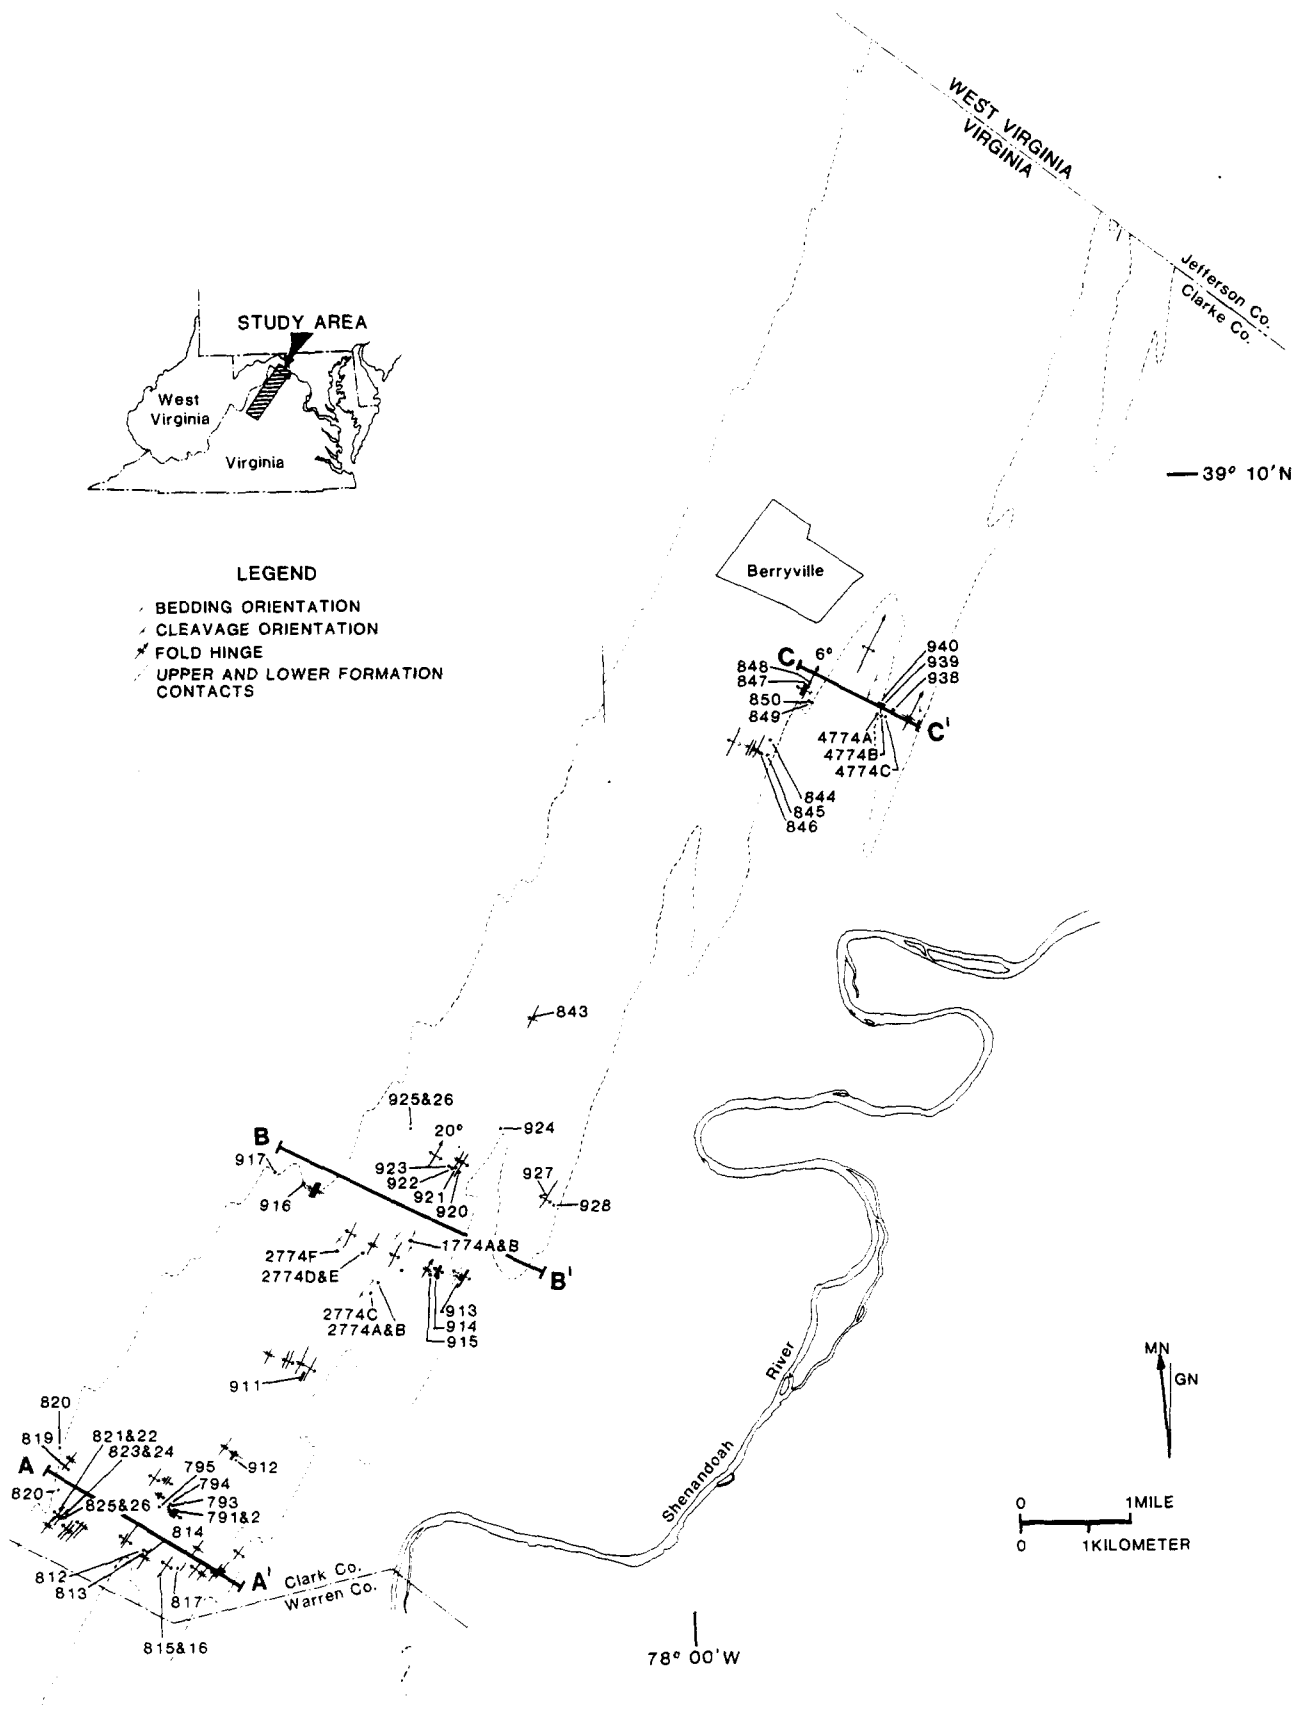 WEST VIRGINIA
VIRGINIA
Jefferson Co.
Clarke Co.
STUDY AREA
West
Virginia
Virginia
39° 10'N
LEGEND
BEDDING ORIENTATION
CLEAVAGE ORIENTATION
FOLD HINGE
UPPER AND LOWER FORMATION
CONTACTS
Berryville
C
6°
940
939
938
848
847
850
849
C'
4774A
4774B
4774C
844
845
846
843
925&26
20°
924
B
917
923
922
921
920
927
928
916
1774A&B
2774F
2774D&E
B'
2774C
2774A&B
913
914
915
911
River
Shenandoah
MN
GN
820
819
821&22
823&24
A
820
825&26
795
794
793
791&2
912
814
812
813
817
815&16
A'
Clark Co.
Warren Co.
0 1MILE
0 1KILOMETER
78° 00'W